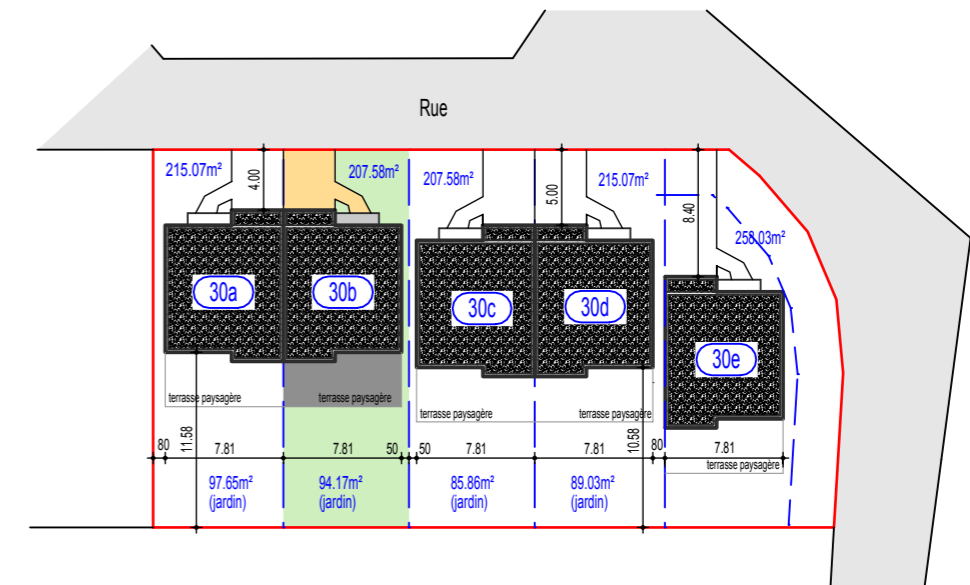 Rue
215.07m²
4.00
207.58m²
207.58m²
5.00
215.07m²
8.40
258.03m²
30a
30b
30c
30d
30e
terrasse paysagère
terrasse paysagère
terrasse paysagère
terrasse paysagère
terrasse paysagère
80
11.58
7.81
7.81
50
50
7.81
7.81
10.58
80
7.81
97.65m²
(jardin)
94.17m²
(jardin)
85.86m²
(jardin)
89.03m²
(jardin)